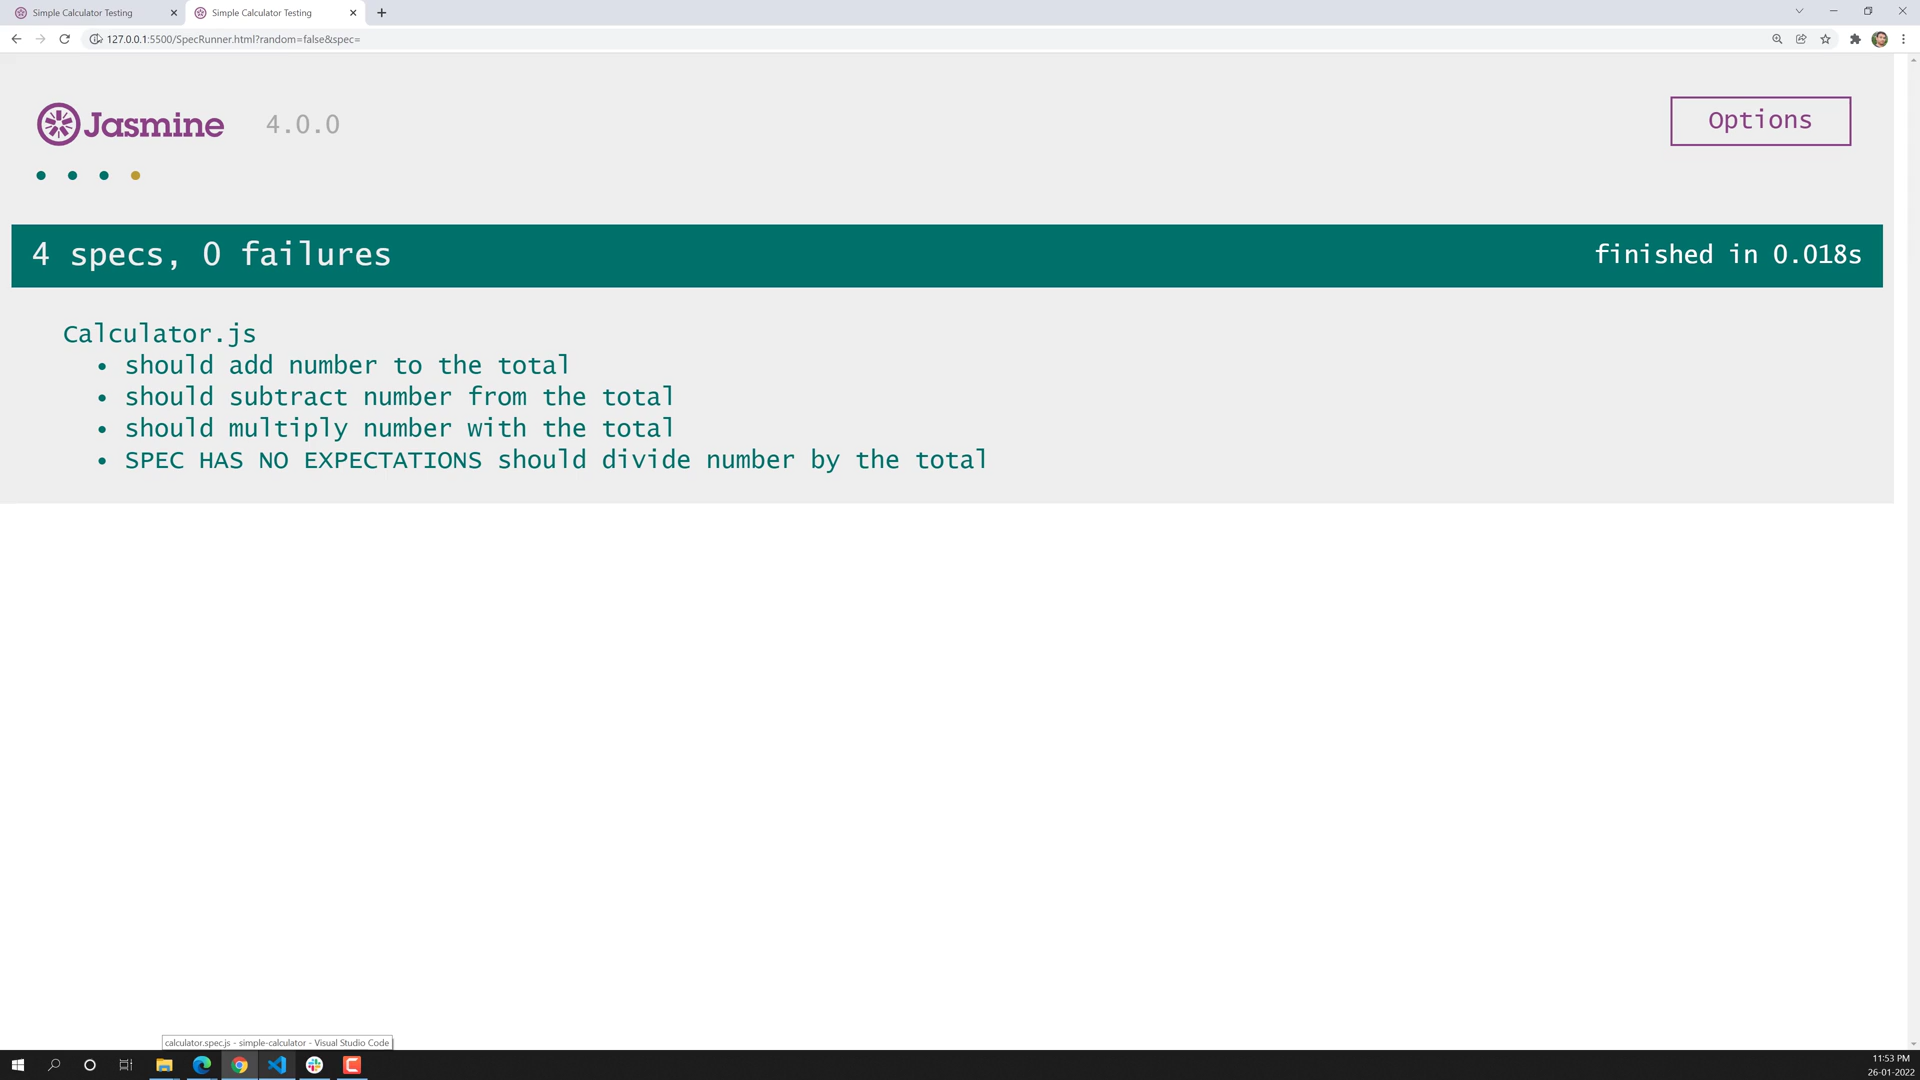 Simple Calculator Testing
Simple Calculator Testing
127.0.0.1:5500/SpecRunner.html?random=false&spec=
Jasmine 4.0.0
Options
4 specs, 0 failures
finished in 0.018s
Calculator.js
• should add number to the total
• should subtract number from the total
• should multiply number with the total
• SPEC HAS NO EXPECTATIONS should divide number by the total
calculator.spec.js - simple-calculator - Visual Studio Code
11:53 PM
26-01-2022